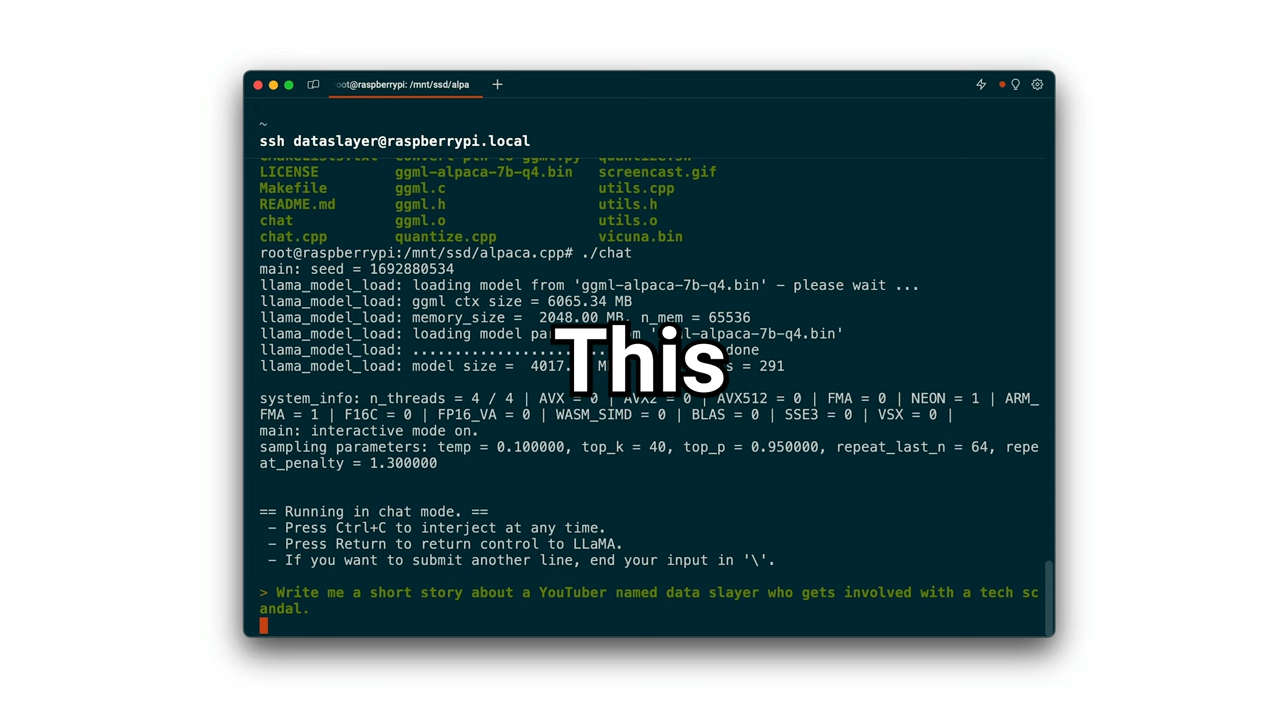 root@raspberrypi: /mnt/ssd/alpa
~
ssh dataslayer@raspberrypi.local
LICENSE ggml-alpaca-7b-q4.bin screencast.gif
Makefile ggml.c utils.cpp
README.md ggml.h utils.h
chat ggml.o utils.o
chat.cpp quantize.cpp vicuna.bin
root@raspberrypi:/mnt/ssd/alpaca.cpp# ./chat
main: seed = 1692880534
llama_model_load: loading model from 'ggml-alpaca-7b-q4.bin' - please wait ...
llama_model_load: ggml ctx size = 6065.34 MB
llama_model_load: memory_size = 2048.00 MB, n_mem = 65536
llama_model_load: loading model -alpaca-7b-q4.bin'
llama_model_load: ....................... done
llama_model_load: model size = 4017. = 291
This
system_info: n_threads = 4 / 4 | AVX = 0 | AVX2 = 0 | AVX512 = 0 | FMA = 0 | NEON = 1 | ARM_
FMA = 1 | F16C = 0 | FP16_VA = 0 | WASM_SIMD = 0 | BLAS = 0 | SSE3 = 0 | VSX = 0 |
main: interactive mode on.
sampling parameters: temp = 0.100000, top_k = 40, top_p = 0.950000, repeat_last_n = 64, repe
at_penalty = 1.300000
== Running in chat mode. ==
- Press Ctrl+C to interject at any time.
- Press Return to return control to LLaMA.
- If you want to submit another line, end your input in '\'.
> Write me a short story about a YouTuber named data slayer who gets involved with a tech sc
andal.